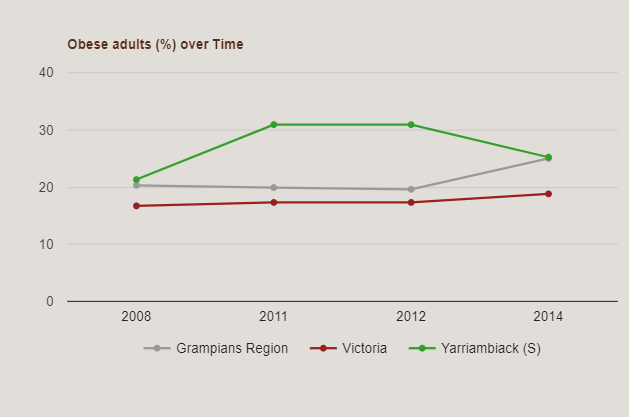 Obese adults (%) over Time
40
30
20
10
0
2008 2011 2012 2014
Grampians Region Victoria Yarriambiack (S)